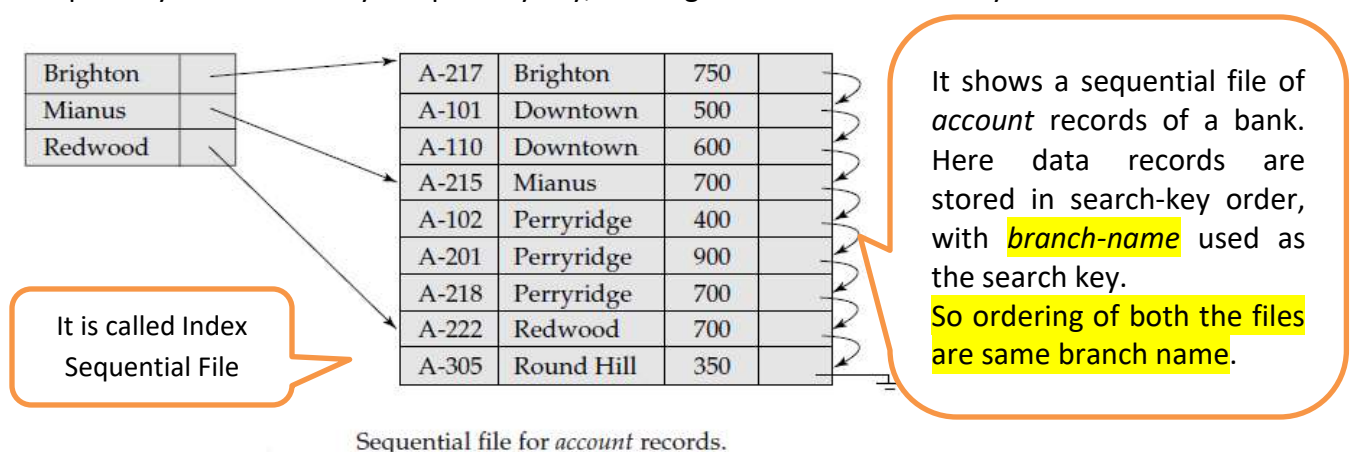 Brighton
Mianus
Redwood
A-217 Brighton 750
A-101 Downtown 500
A-110 Downtown 600
A-215 Mianus 700
A-102 Perryridge 400
A-201 Perryridge 900
A-218 Perryridge 700
A-222 Redwood 700
A-305 Round Hill 350
It is called Index
Sequential File
It shows a sequential file of
account records of a bank.
Here data records are
stored in search-key order,
with branch-name used as
the search key.
So ordering of both the files
are same branch name.
Sequential file for account records.